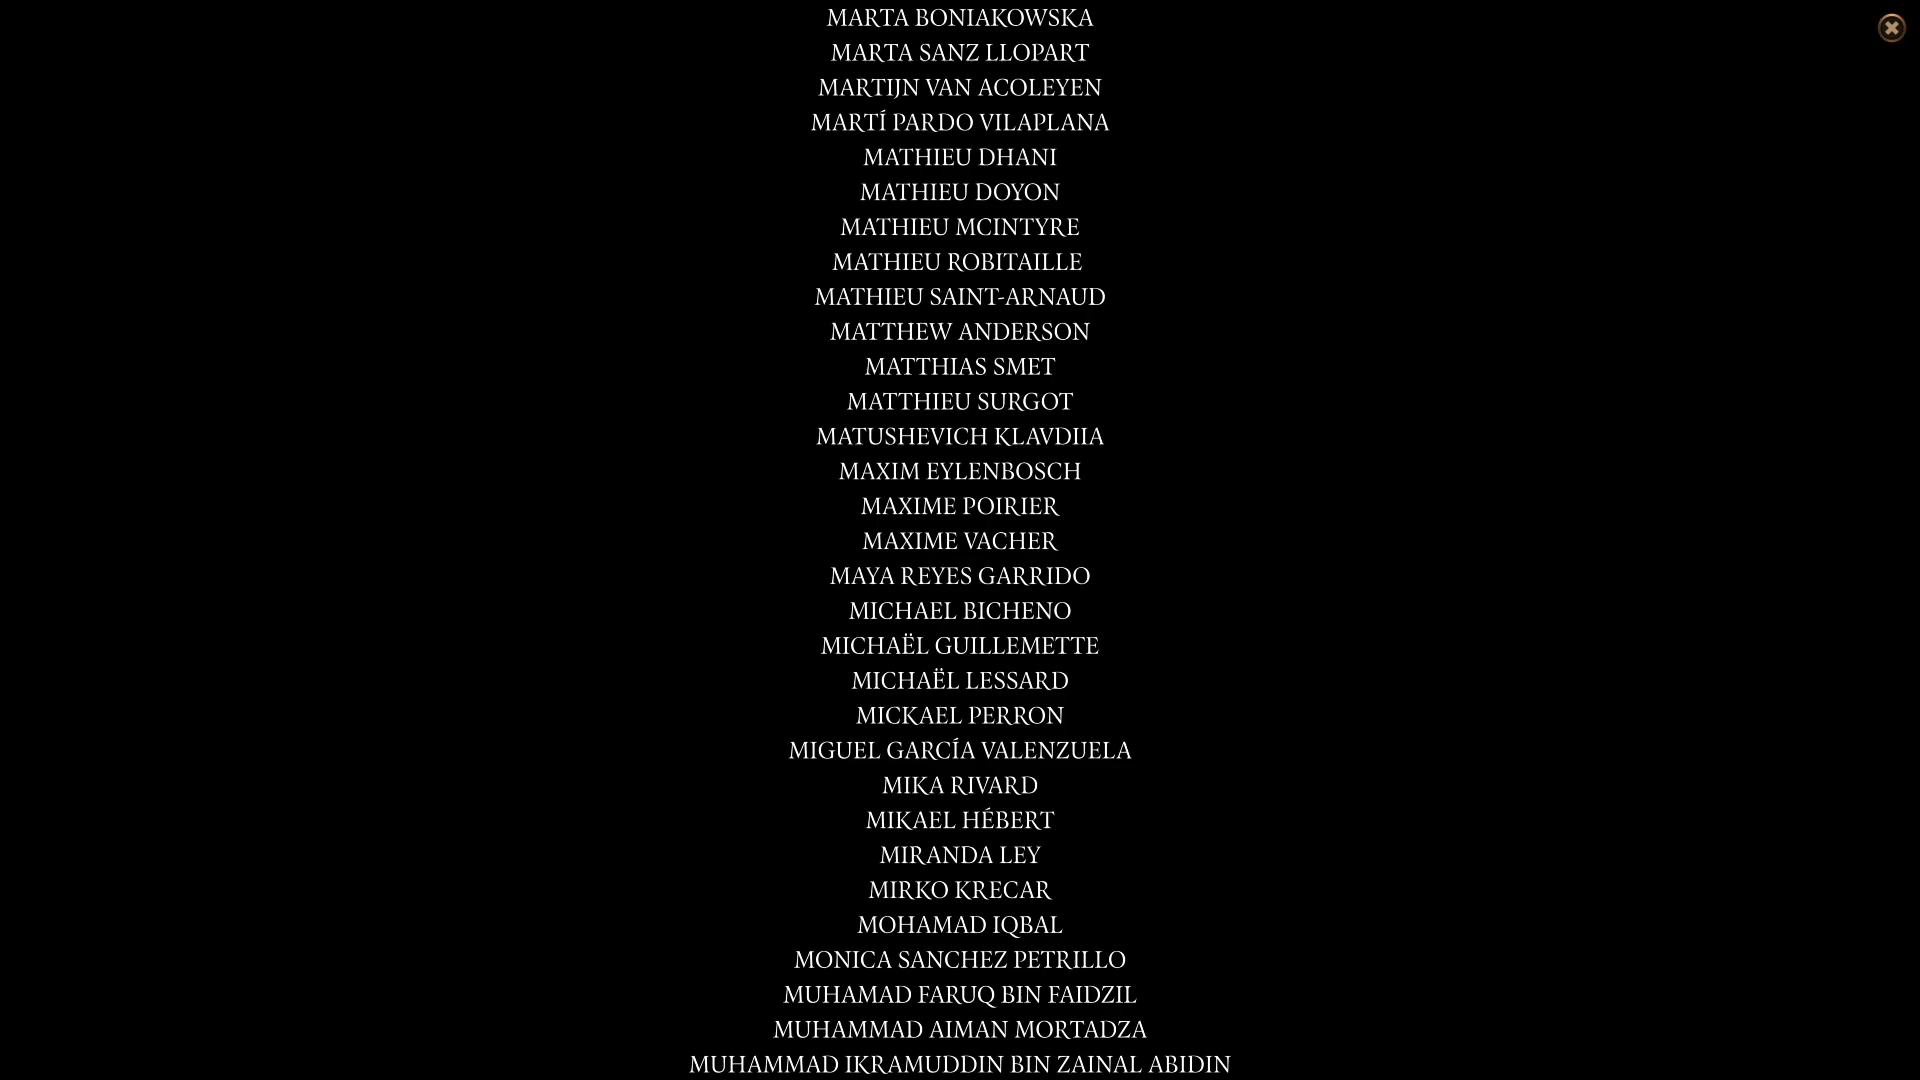 MARTA BONIAKOWSKA
MARTA SANZ LLOPART
MARTIJN VAN ACOLEYEN
MARTÍ PARDO VILAPLANA
MATHIEU DHANI
MATHIEU DOYON
MATHIEU MCINTYRE
MATHIEU ROBITAILLE
MATHIEU SAINT-ARNAUD
MATTHEW ANDERSON
MATTHIAS SMET
MATTHIEU SURGOT
MATUSHEVICH KLAVDIIA
MAXIM EYLENBOSCH
MAXIME POIRIER
MAXIME VACHER
MAYA REYES GARRIDO
MICHAEL BICHENO
MICHAËL GUILLEMETTE
MICHAËL LESSARD
MICKAEL PERRON
MIGUEL GARCÍA VALENZUELA
MIKA RIVARD
MIKAEL HÉBERT
MIRANDA LEY
MIRKO KRECAR
MOHAMAD IQBAL
MONICA SANCHEZ PETRILLO
MUHAMAD FARUQ BIN FAIDZIL
MUHAMMAD AIMAN MORTADZA
MUHAMMAD IKRAMUDDIN BIN ZAINAL ABIDIN